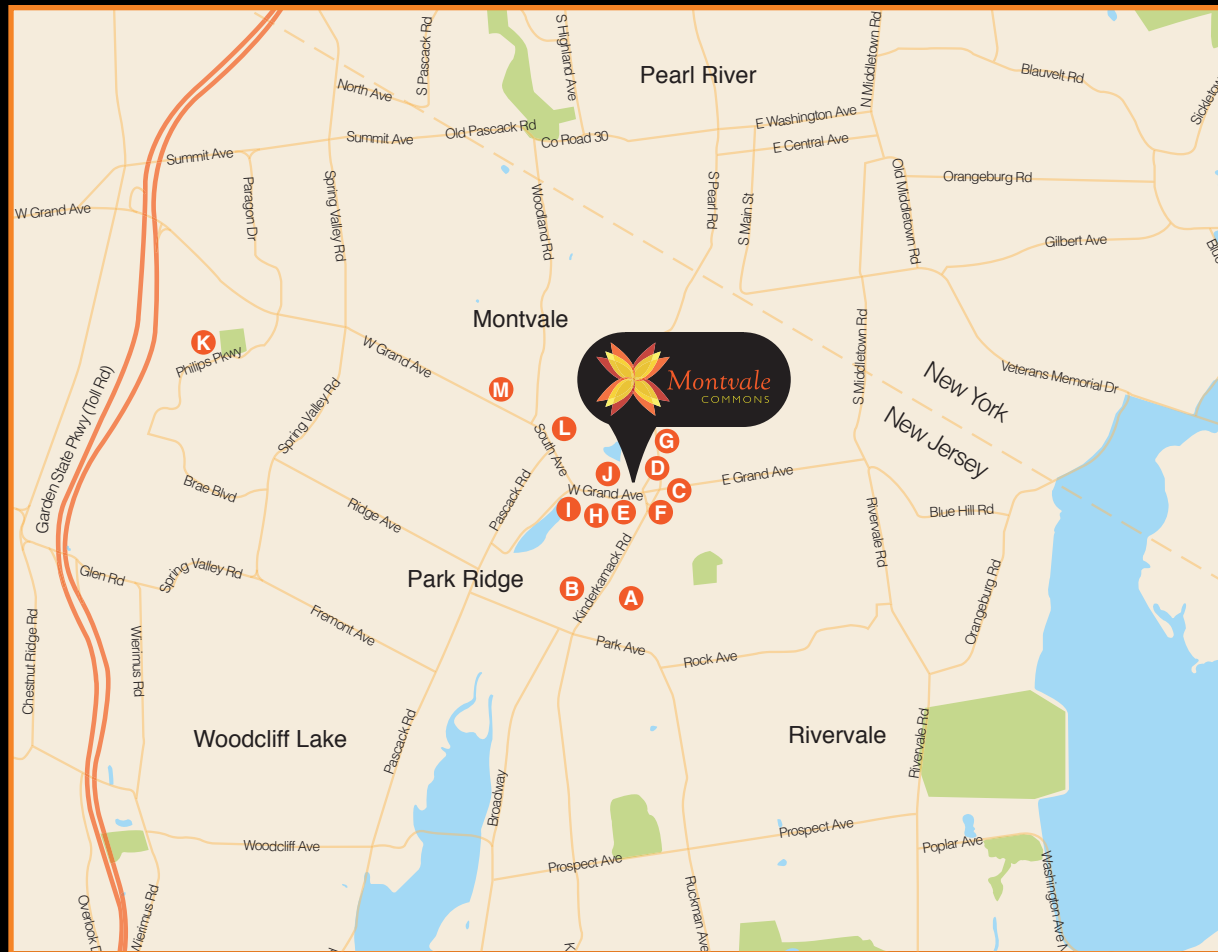 S Pascack Rd
S Highland Ave
N Middletown Rd
Pearl River
Blauvelt Rd
North Ave
E Washington Ave
Old Pascack Rd
Summit Ave
Co Road 30
E Central Ave
Summit Ave
Orangeburg Rd
Old Middletown Rd
Paragon Dr
Spring Valley Rd
Woodland Rd
S Pearl Rd
S Main St
W Grand Ave
Gilbert Ave
Montvale
K
Philips Pkwy
W Grand Ave
S Middletown Rd
Montvale
COMMONS
New York
New Jersey
Veterans Memorial Dr
M
Garden State Pkwy (Toll Rd)
Spring Valley Rd
L
South Ave
G
D
J
C
W Grand Ave
E Grand Ave
Brae Blvd
Ridge Ave
Pascack Rd
I
H
E
F
Blue Hill Rd
Rivervale Rd
Glen Rd
Spring Valley Rd
Park Ridge
B
A
Kinderkamack Rd
Orangeburg Rd
Fremont Ave
Park Ave
Rock Ave
Chestnut Ridge Rd
Wierimus Rd
Woodcliff Lake
Pascack Rd
Rivervale
Rivervale Rd
Broadway
Woodcliff Ave
Prospect Ave
Prospect Ave
Poplar Ave
Washington Ave N
Overlook D
Wierimus Rd
Ruckman Ave
K